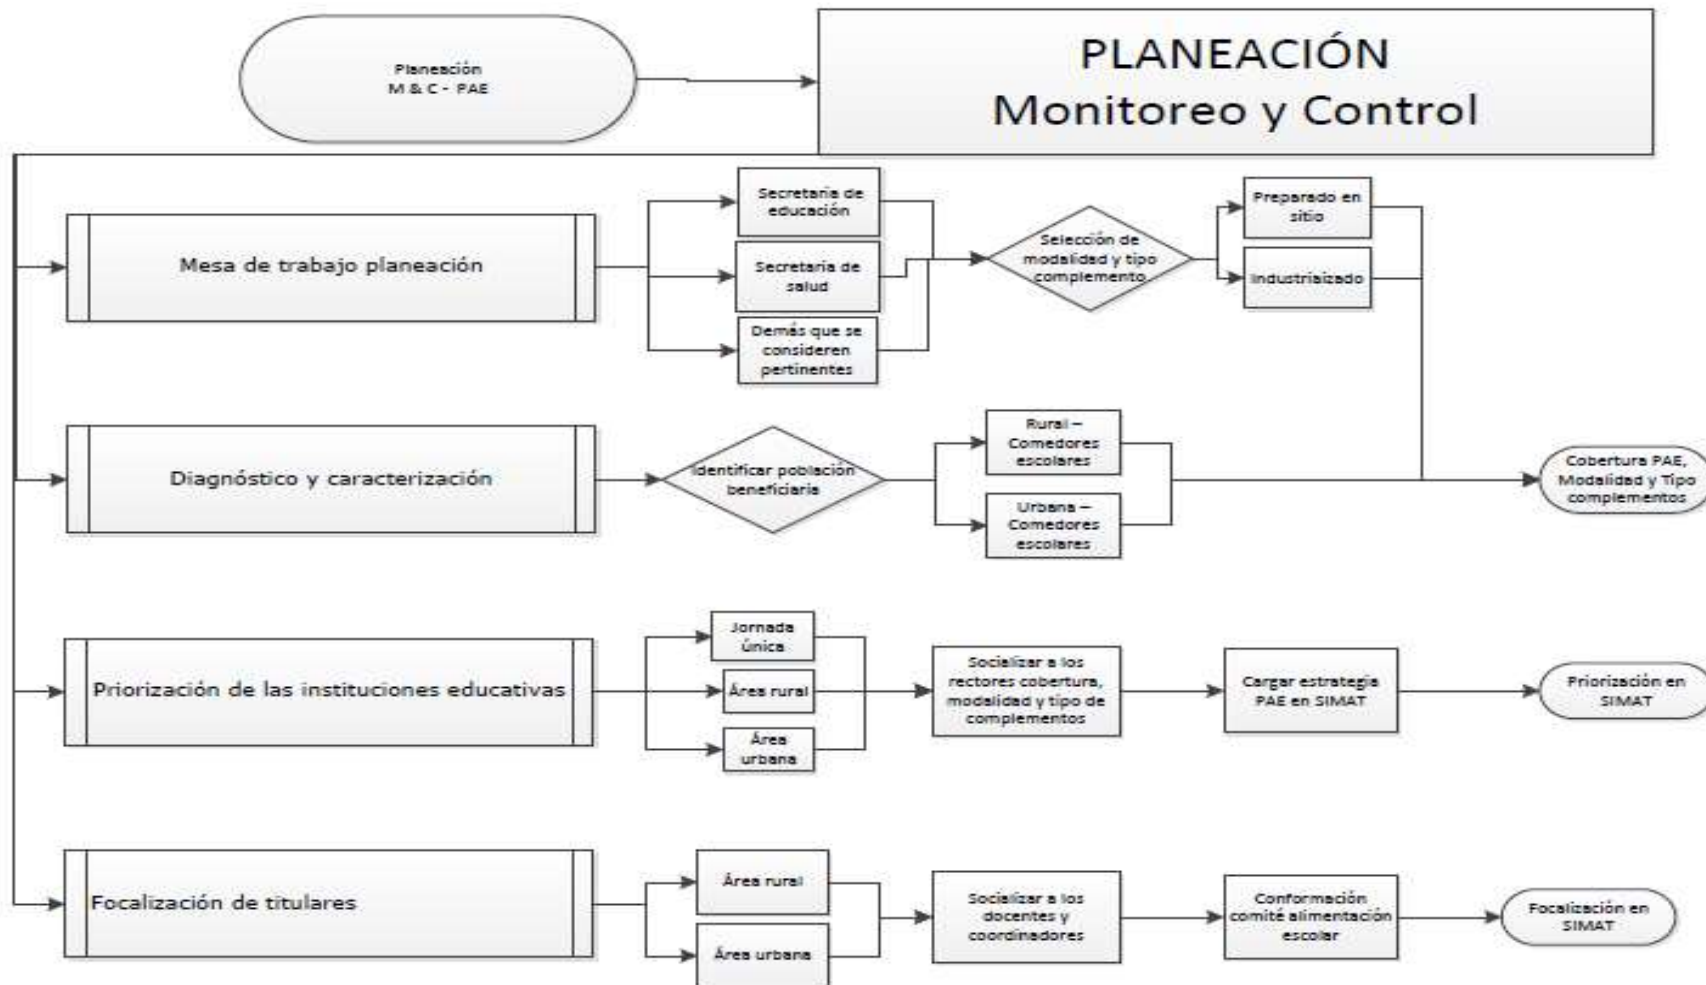 Planeación
M & C - PAE
PLANEACIÓN
Monitoreo y Control
Mesa de trabajo planeación
Secretaría de
educación
Secretaría de
salud
Demás que se
consideren
pertinentes
Selección de
modalidad y tipo
complemento
Preparado en
sitio
Industriaizado
Diagnóstico y caracterización
Identificar población
beneficiaria
Rural –
Comedores
escolares
Urbana –
Comedores
escolares
Cobertura PAE,
Modalidad y Tipo
complementos
Priorización de las instituciones educativas
Jornada
única
Área rural
Área
urbana
Socializar a los
rectores cobertura,
modalidad y tipo de
complementos
Cargar estrategia
PAE en SIMAT
Priorización en
SIMAT
Focalización de titulares
Área rural
Área urbana
Socializar a los
docentes y
coordinadores
Conformación
comité alimentación
escolar
Focalización en
SIMAT